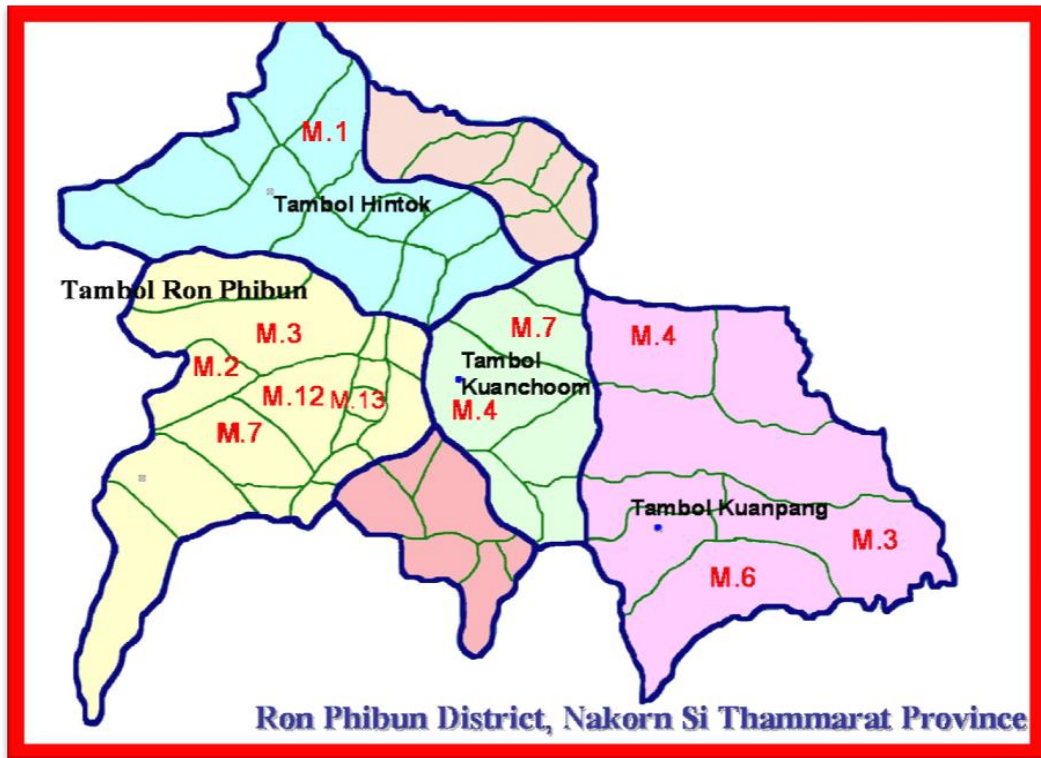 M.1
Tambol Hintok
Tambol Ron Phibun
M.3
M.2
M.12
M.13
M.7
M.7
Tambol
Kuanchoom
M.4
M.4
Tambol Kuanpang
M.3
M.6
Ron Phibun District, Nakorn Si Thammarat Province